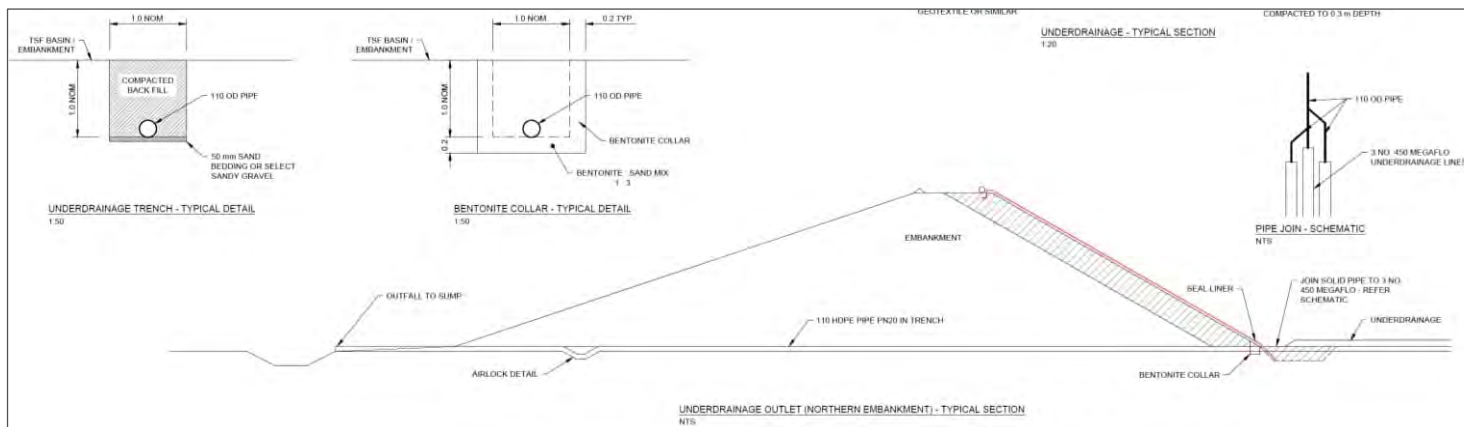 1.0 NOM
TSF BASIN /
EMBANKMENT
COMPACTED
BACK FILL
1.0 NOM
110 OD PIPE
50 mm SAND
BEDDING OR SELECT
SANDY GRAVEL
UNDERDRAINAGE TRENCH - TYPICAL DETAIL
1:50
1.0 NOM
0.2 TYP
TSF BASIN /
EMBANKMENT
1.0 NOM
110 OD PIPE
BENTONITE COLLAR
0.2
BENTONITE : SAND MIX
1 : 3
BENTONITE COLLAR - TYPICAL DETAIL
1:50
GEOTEXTILE OR SIMILAR
COMPACTED TO 0.3 m DEPTH
UNDERDRAINAGE - TYPICAL SECTION
1:20
110 OD PIPE
3 NO. 450 MEGAFLO
UNDERDRAINAGE LINES
PIPE JOIN - SCHEMATIC
NTS
EMBANKMENT
OUTFALL TO SUMP
SEAL LINER
JOIN SOLID PIPE TO 3 NO.
450 MEGAFLO - REFER
SCHEMATIC
110 HDPE PIPE PN20 IN TRENCH
UNDERDRAINAGE
AIRLOCK DETAIL
BENTONITE COLLAR
UNDERDRAINAGE OUTLET (NORTHERN EMBANKMENT) - TYPICAL SECTION
NTS